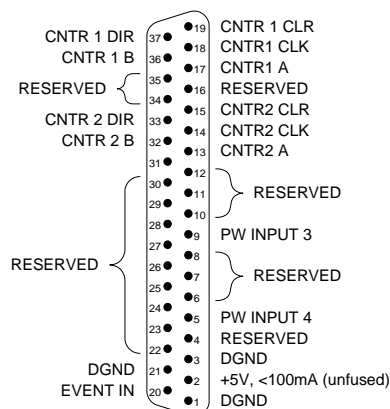 19 CNTR 1 CLR
CNTR 1 DIR 37
18 CNTR1 CLK
CNTR 1 B 36
17 CNTR1 A
35
RESERVED
16 RESERVED
34
15 CNTR2 CLR
CNTR 2 DIR 33
14 CNTR2 CLK
CNTR 2 B 32
13 CNTR2 A
31
12
30
11 RESERVED
29
10
28
9 PW INPUT 3
27
8
RESERVED
26
7 RESERVED
25
6
24
5 PW INPUT 4
23
4 RESERVED
22
3 DGND
DGND 21
2 +5V, <100mA (unfused)
EVENT IN 20
1 DGND